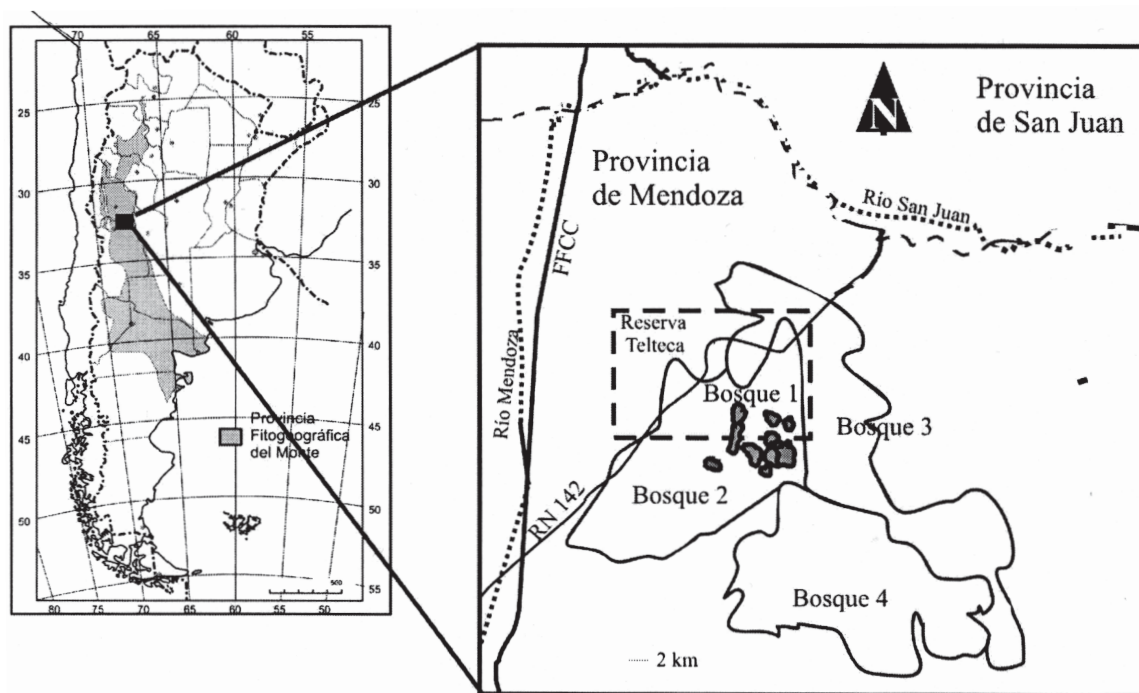 70 65 60 55
25 25
30 30
35 35
40 40
45 45
50 50
55
80 75 70 65 60 55 50
Provincia
Fitogeográfica
del Monte
500
N
Provincia
de San Juan
Provincia
de Mendoza
Río San Juan
FFCC
Río Mendoza
Reserva
Telteca
Bosque 1
Bosque 3
Bosque 2
RN 142
Bosque 4
2 km